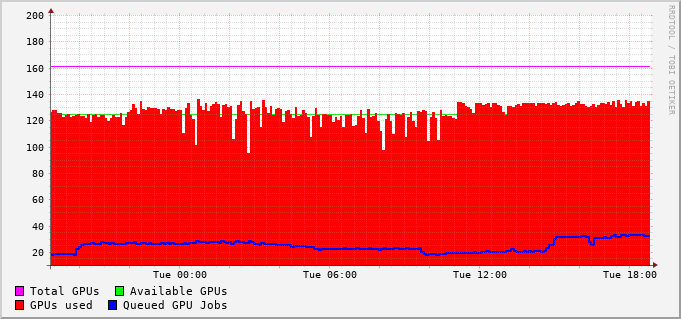 200
180
160
140
120
100
80
60
40
20
Tue 00:00 Tue 06:00 Tue 12:00 Tue 18:00
Total GPUs Available GPUs
GPUs used Queued GPU Jobs
RRDTOOL / TOBI OETIKER